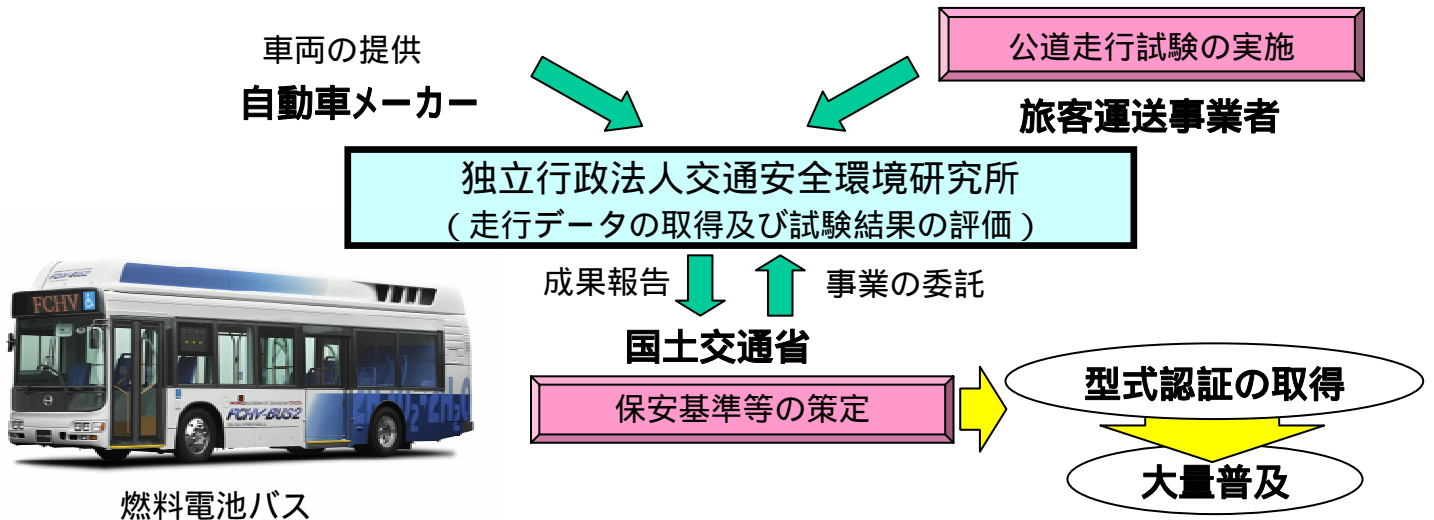 車両の提供
自動車メーカー
公道走行試験の実施
旅客運送事業者
独立行政法人交通安全環境研究所
(走行データの取得及び試験結果の評価)
成果報告
事業の委託
国土交通省
保安基準等の策定
型式認証の取得
大量普及
FCHV-BUS2
FCHV
FCHV-BUS2
燃料電池バス